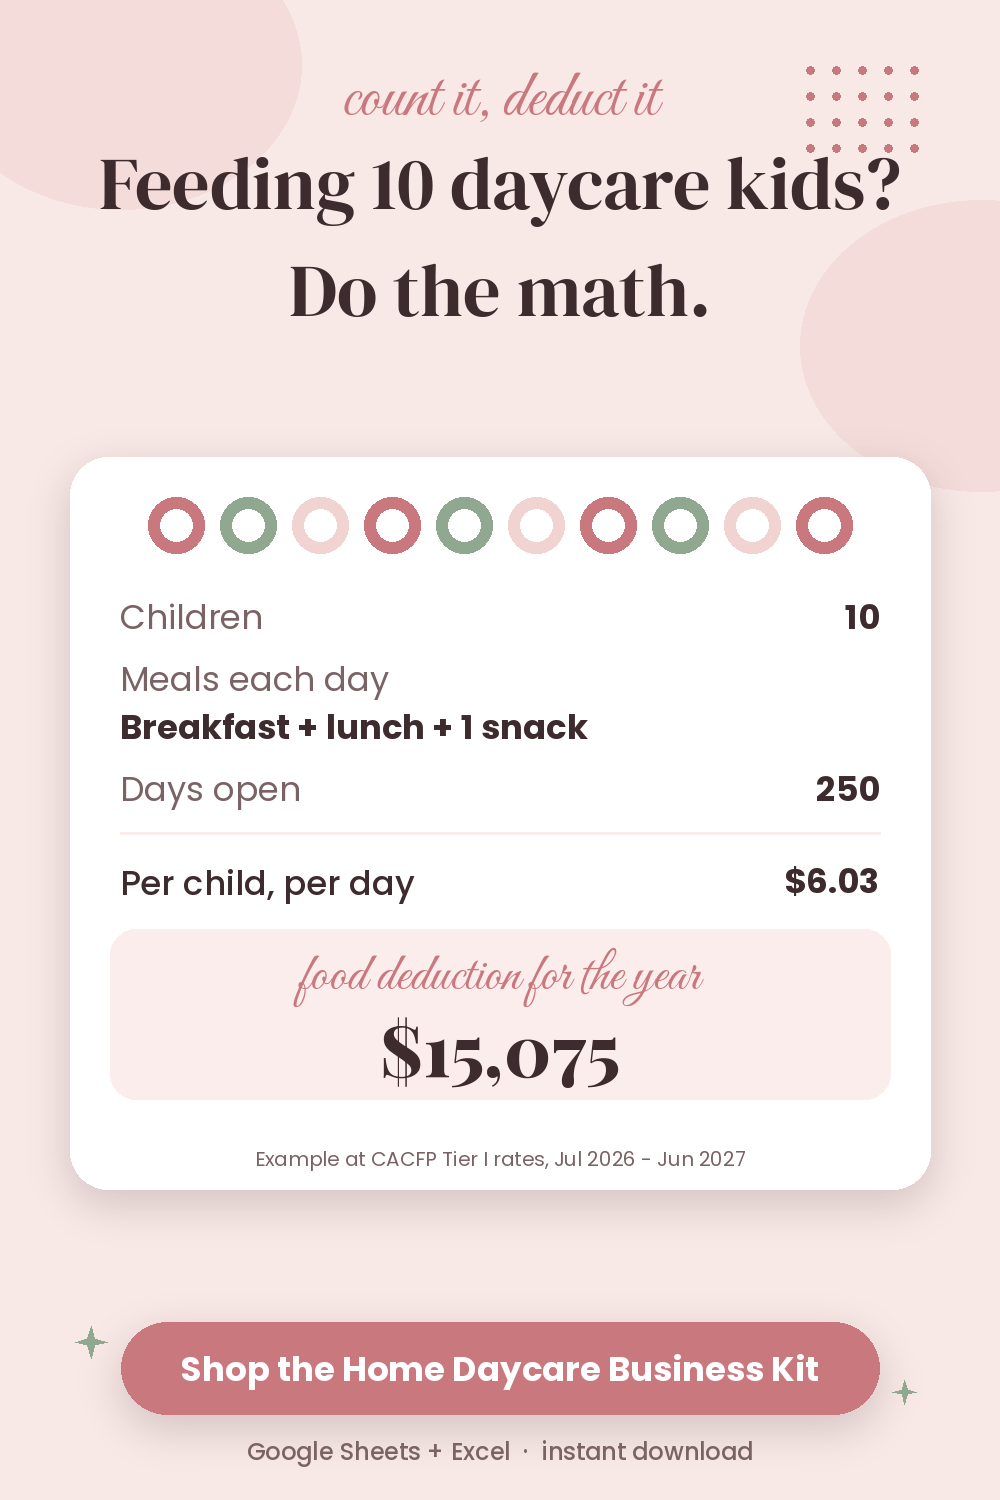 count it, deduct it
Feeding 10 daycare kids?
Do the math.
Children 10
Meals each day
Breakfast + lunch + 1 snack
Days open 250
Per child, per day $6.03
food deduction for the year
$15,075
Example at CACFP Tier I rates, Jul 2026 - Jun 2027
Shop the Home Daycare Business Kit
Google Sheets + Excel · instant download